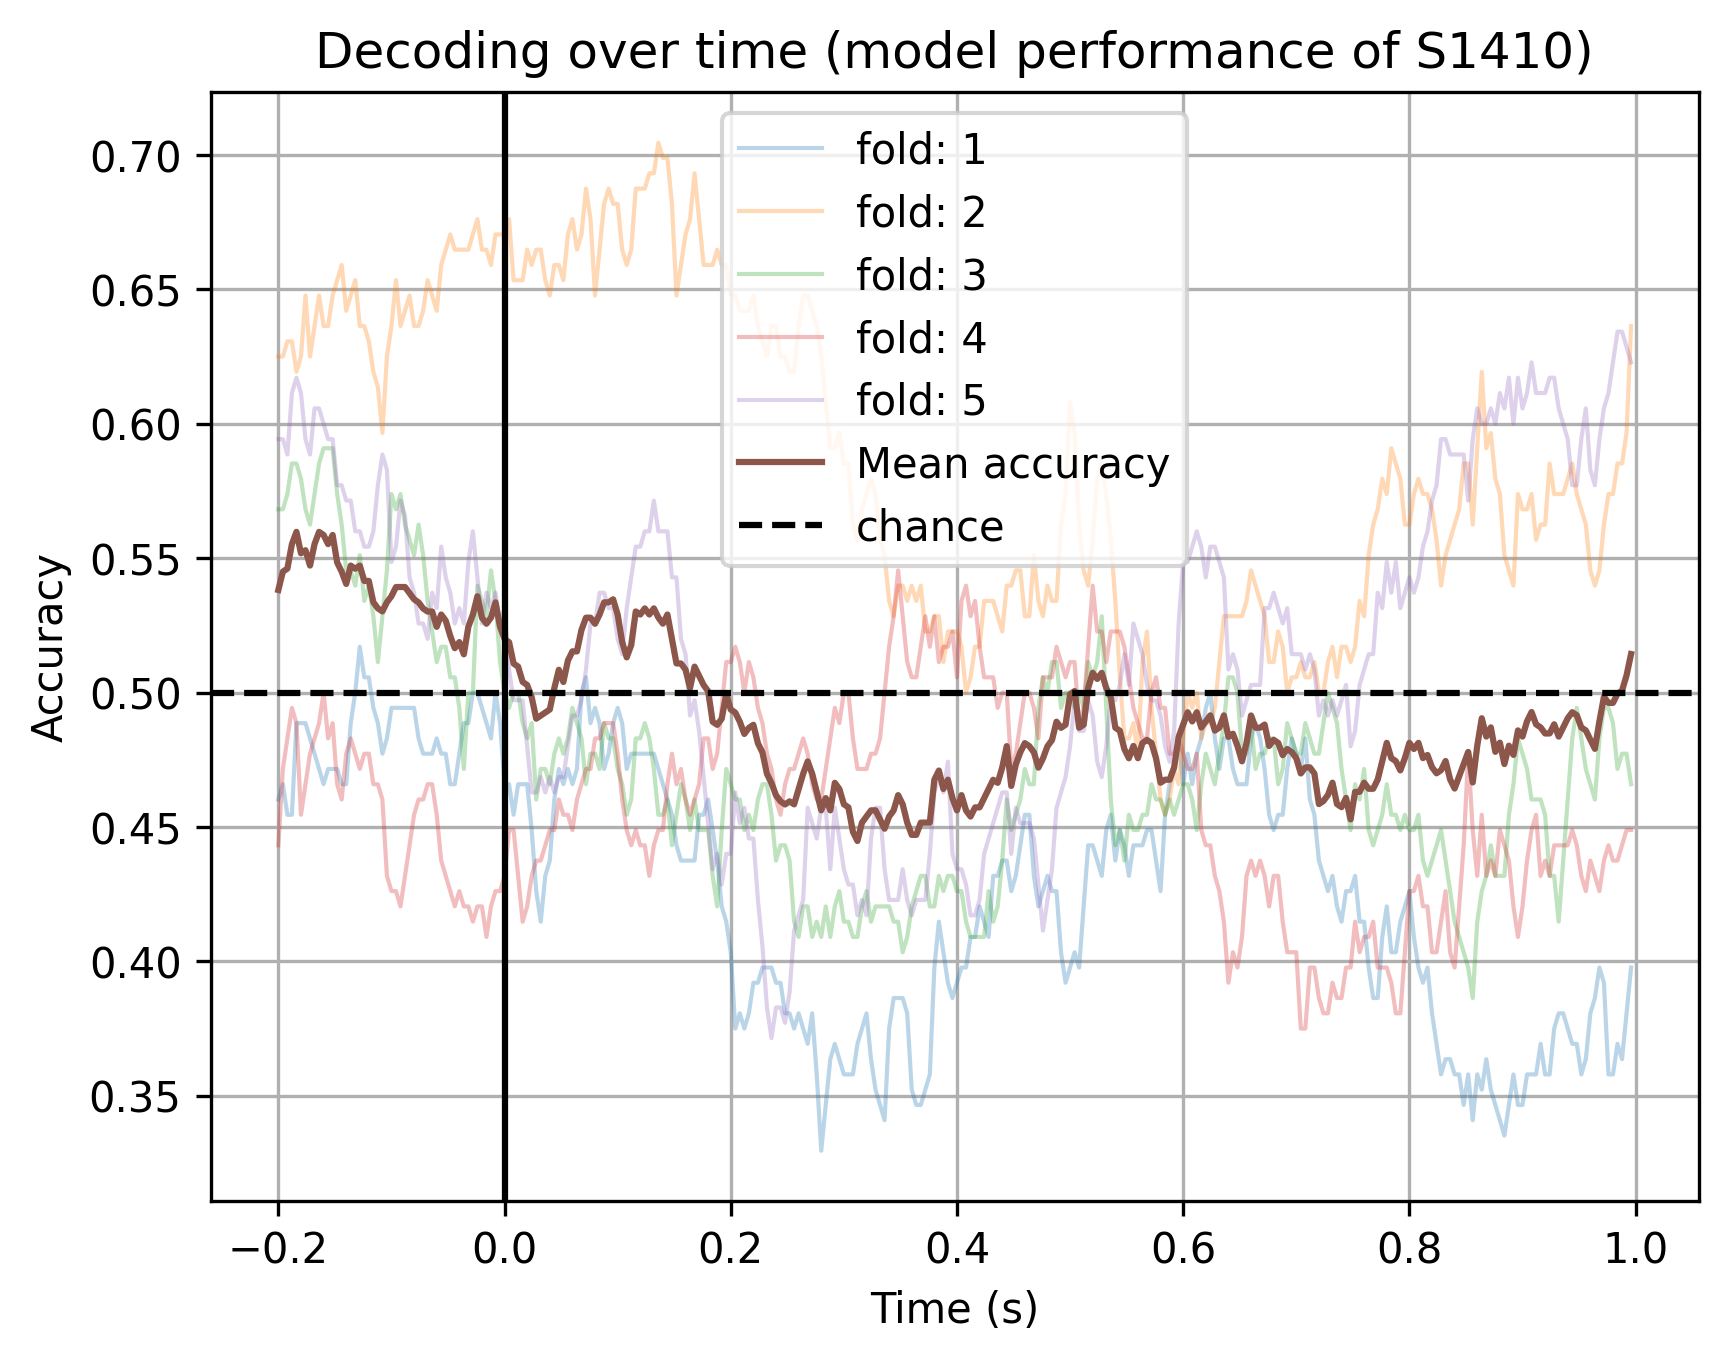 Decoding over time (model performance of S1410)
Accuracy
0.70
0.65
0.60
0.55
0.50
0.45
0.40
0.35
fold: 1
fold: 2
fold: 3
fold: 4
fold: 5
Mean accuracy
chance
−0.2 0.0 0.2 0.4 0.6 0.8 1.0
Time (s)